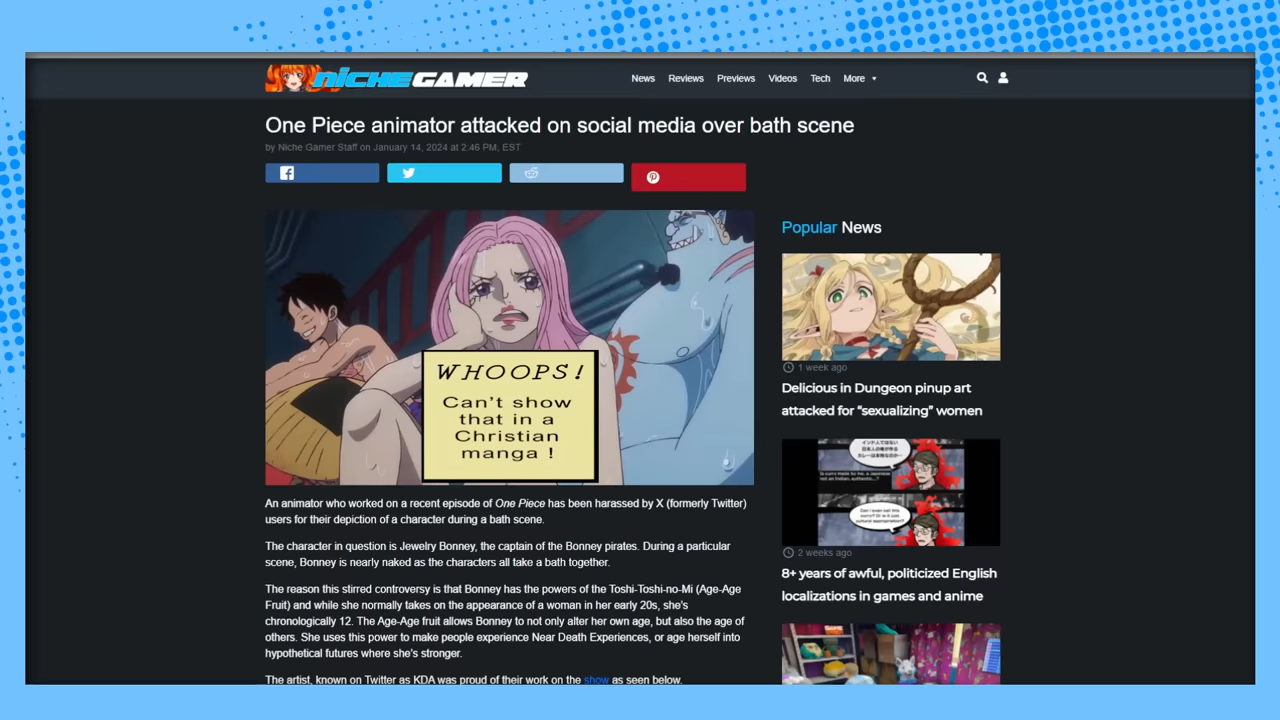 NICHEGAMER
News Reviews Previews Videos Tech More
One Piece animator attacked on social media over bath scene
by Niche Gamer Staff on January 14, 2024 at 2:46 PM, EST
WHOOPS!
Can't show
that in a
Christian
manga !
An animator who worked on a recent episode of One Piece has been harassed by X (formerly Twitter)
users for their depiction of a character during a bath scene.
The character in question is Jewelry Bonney, the captain of the Bonney pirates. During a particular
scene, Bonney is nearly naked as the characters all take a bath together.
The reason this stirred controversy is that Bonney has the powers of the Toshi-Toshi-no-Mi (Age-Age
Fruit) and while she normally takes on the appearance of a woman in her early 20s, she's
chronologically 12. The Age-Age fruit allows Bonney to not only alter her own age, but also the age of
others. She uses this power to make people experience Near Death Experiences, or age herself into
hypothetical futures where she's stronger.
The artist, known on Twitter as KDA was proud of their work on the show as seen below.
Popular News
1 week ago
Delicious in Dungeon pinup art
attacked for “sexualizing” women
2 weeks ago
8+ years of awful, politicized English
localizations in games and anime